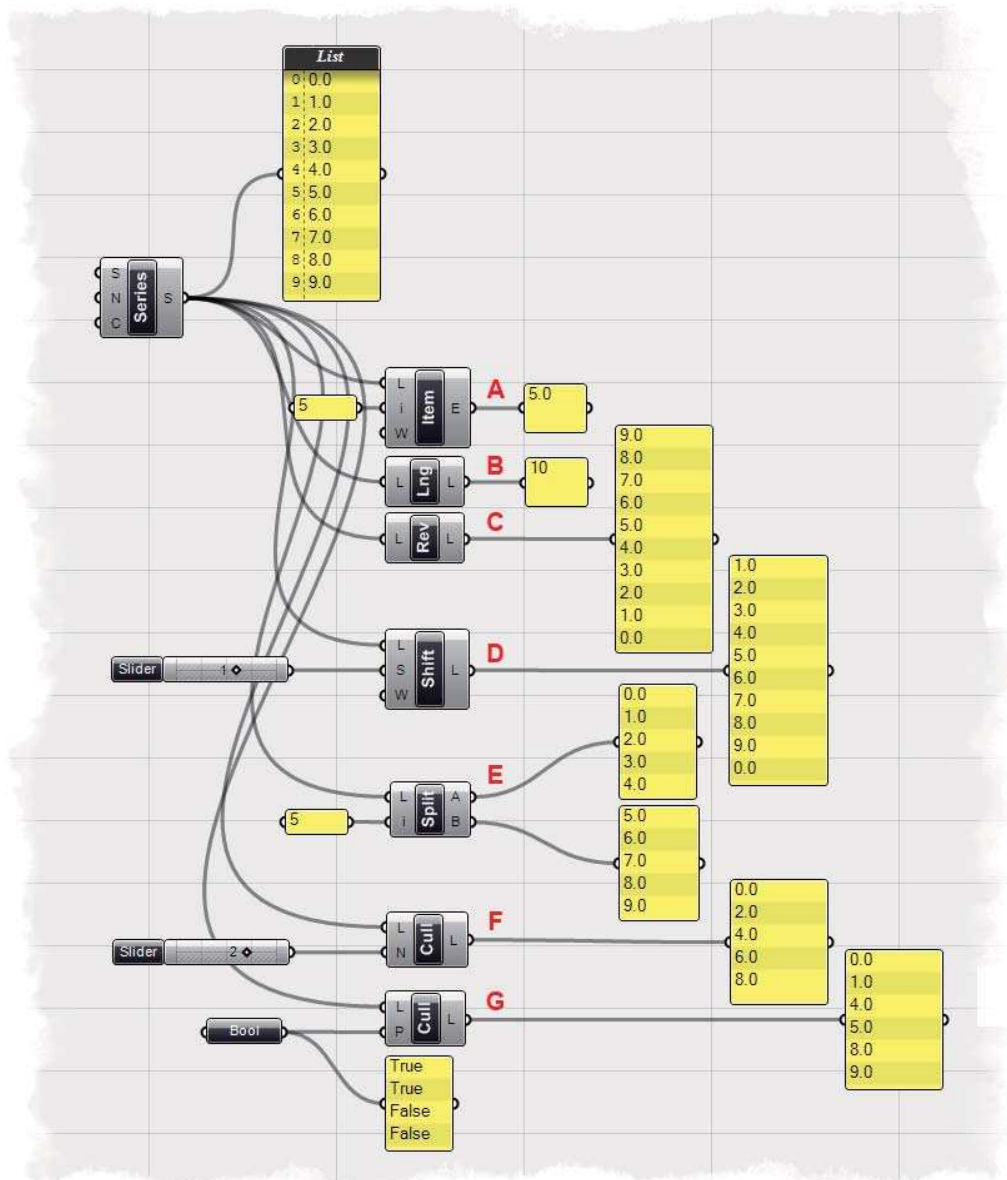 List
0 0.0
1 1.0
2 2.0
3 3.0
4 4.0
5 5.0
6 6.0
7 7.0
8 8.0
9 9.0
S
N
C
Series
S
L
i
W
Item
E
5
A
5.0
L
Lng
L
B
10
L
Rev
L
C
9.0
8.0
7.0
6.0
5.0
4.0
3.0
2.0
1.0
0.0
Slider
1
L
S
W
Shift
L
D
1.0
2.0
3.0
4.0
5.0
6.0
7.0
8.0
9.0
0.0
5
L
i
Split
A
B
E
0.0
1.0
2.0
3.0
4.0
5.0
6.0
7.0
8.0
9.0
Slider
2
L
N
Cull
L
F
0.0
2.0
4.0
6.0
8.0
Bool
L
P
Cull
L
G
0.0
1.0
4.0
5.0
8.0
9.0
True
True
False
False